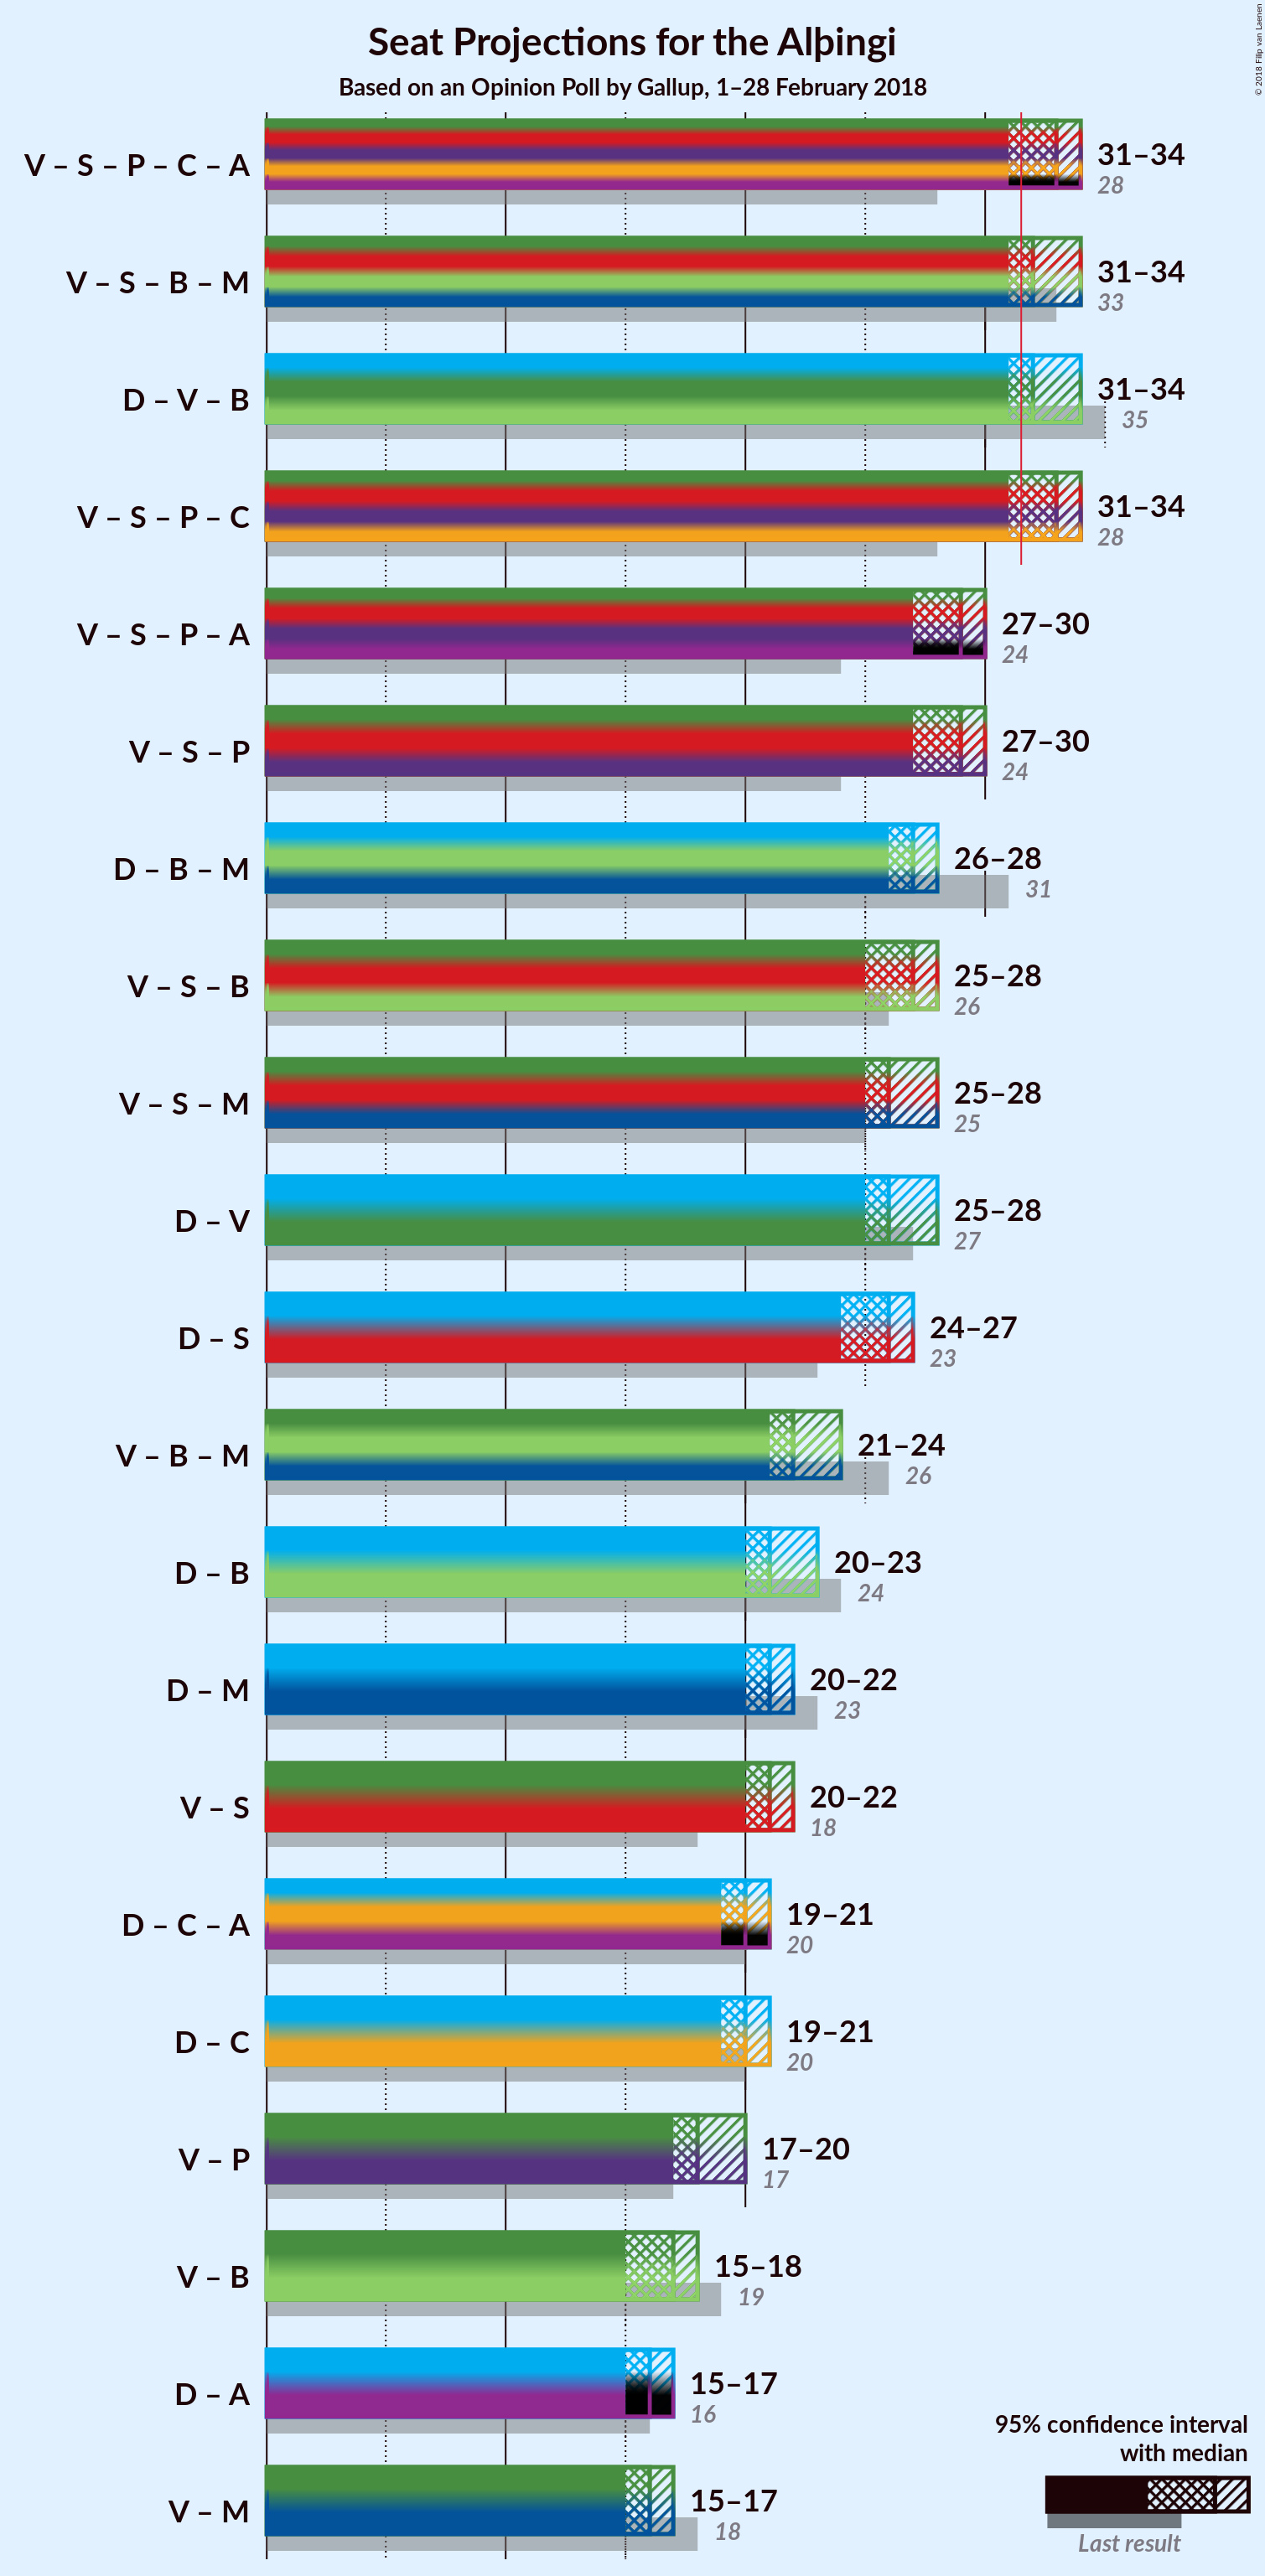 © 2018 Filip van Laenen
Seat Projections for the Alþingi
Based on an Opinion Poll by Gallup, 1–28 February 2018
V – S – P – C – A
31–34
28
V – S – B – M
31–34
33
D – V – B
31–34
35
V – S – P – C
31–34
28
V – S – P – A
27–30
24
V – S – P
27–30
24
D – B – M
26–28
31
V – S – B
25–28
26
V – S – M
25–28
25
D – V
25–28
27
D – S
24–27
23
V – B – M
21–24
26
D – B
20–23
24
D – M
20–22
23
V – S
20–22
18
D – C – A
19–21
20
D – C
19–21
20
V – P
17–20
17
V – B
15–18
19
D – A
15–17
16
V – M
15–17
18
95% confidence interval
with median
Last result